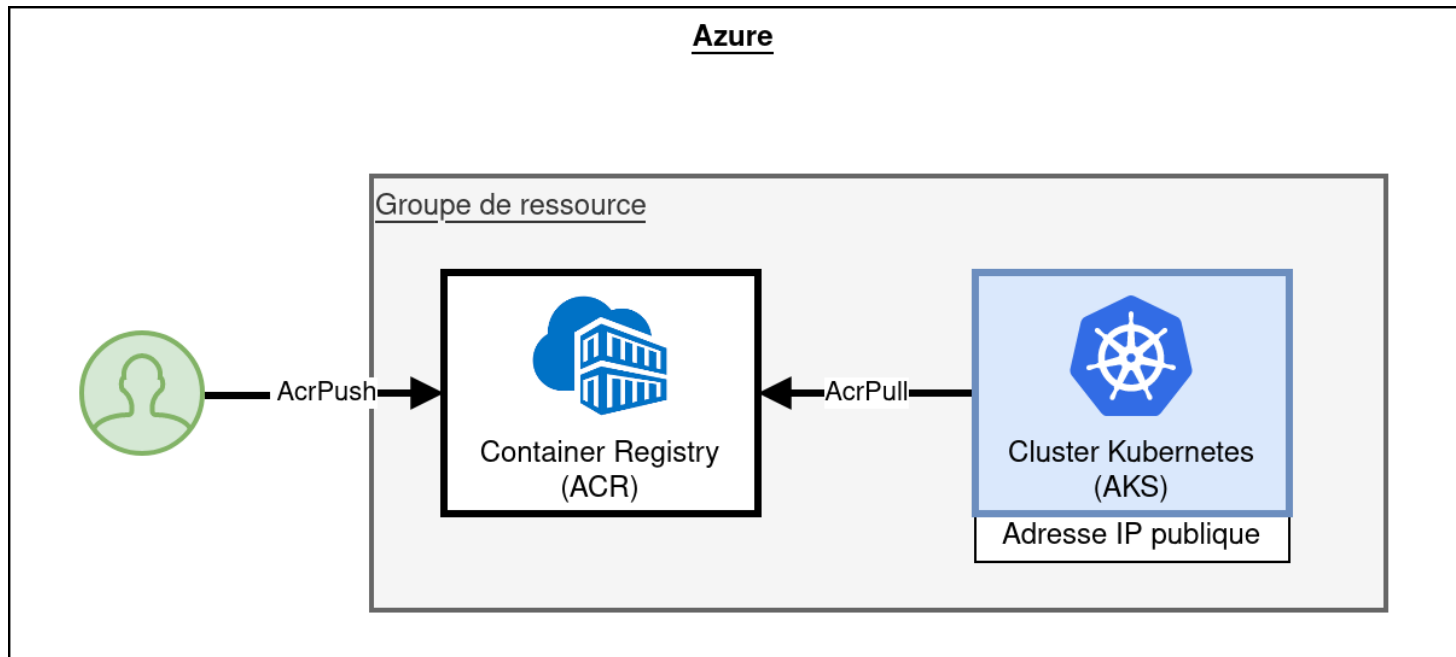 Azure
Groupe de ressource
AcrPush
AcrPull
Container Registry
(ACR)
Cluster Kubernetes
(AKS)
Adresse IP publique